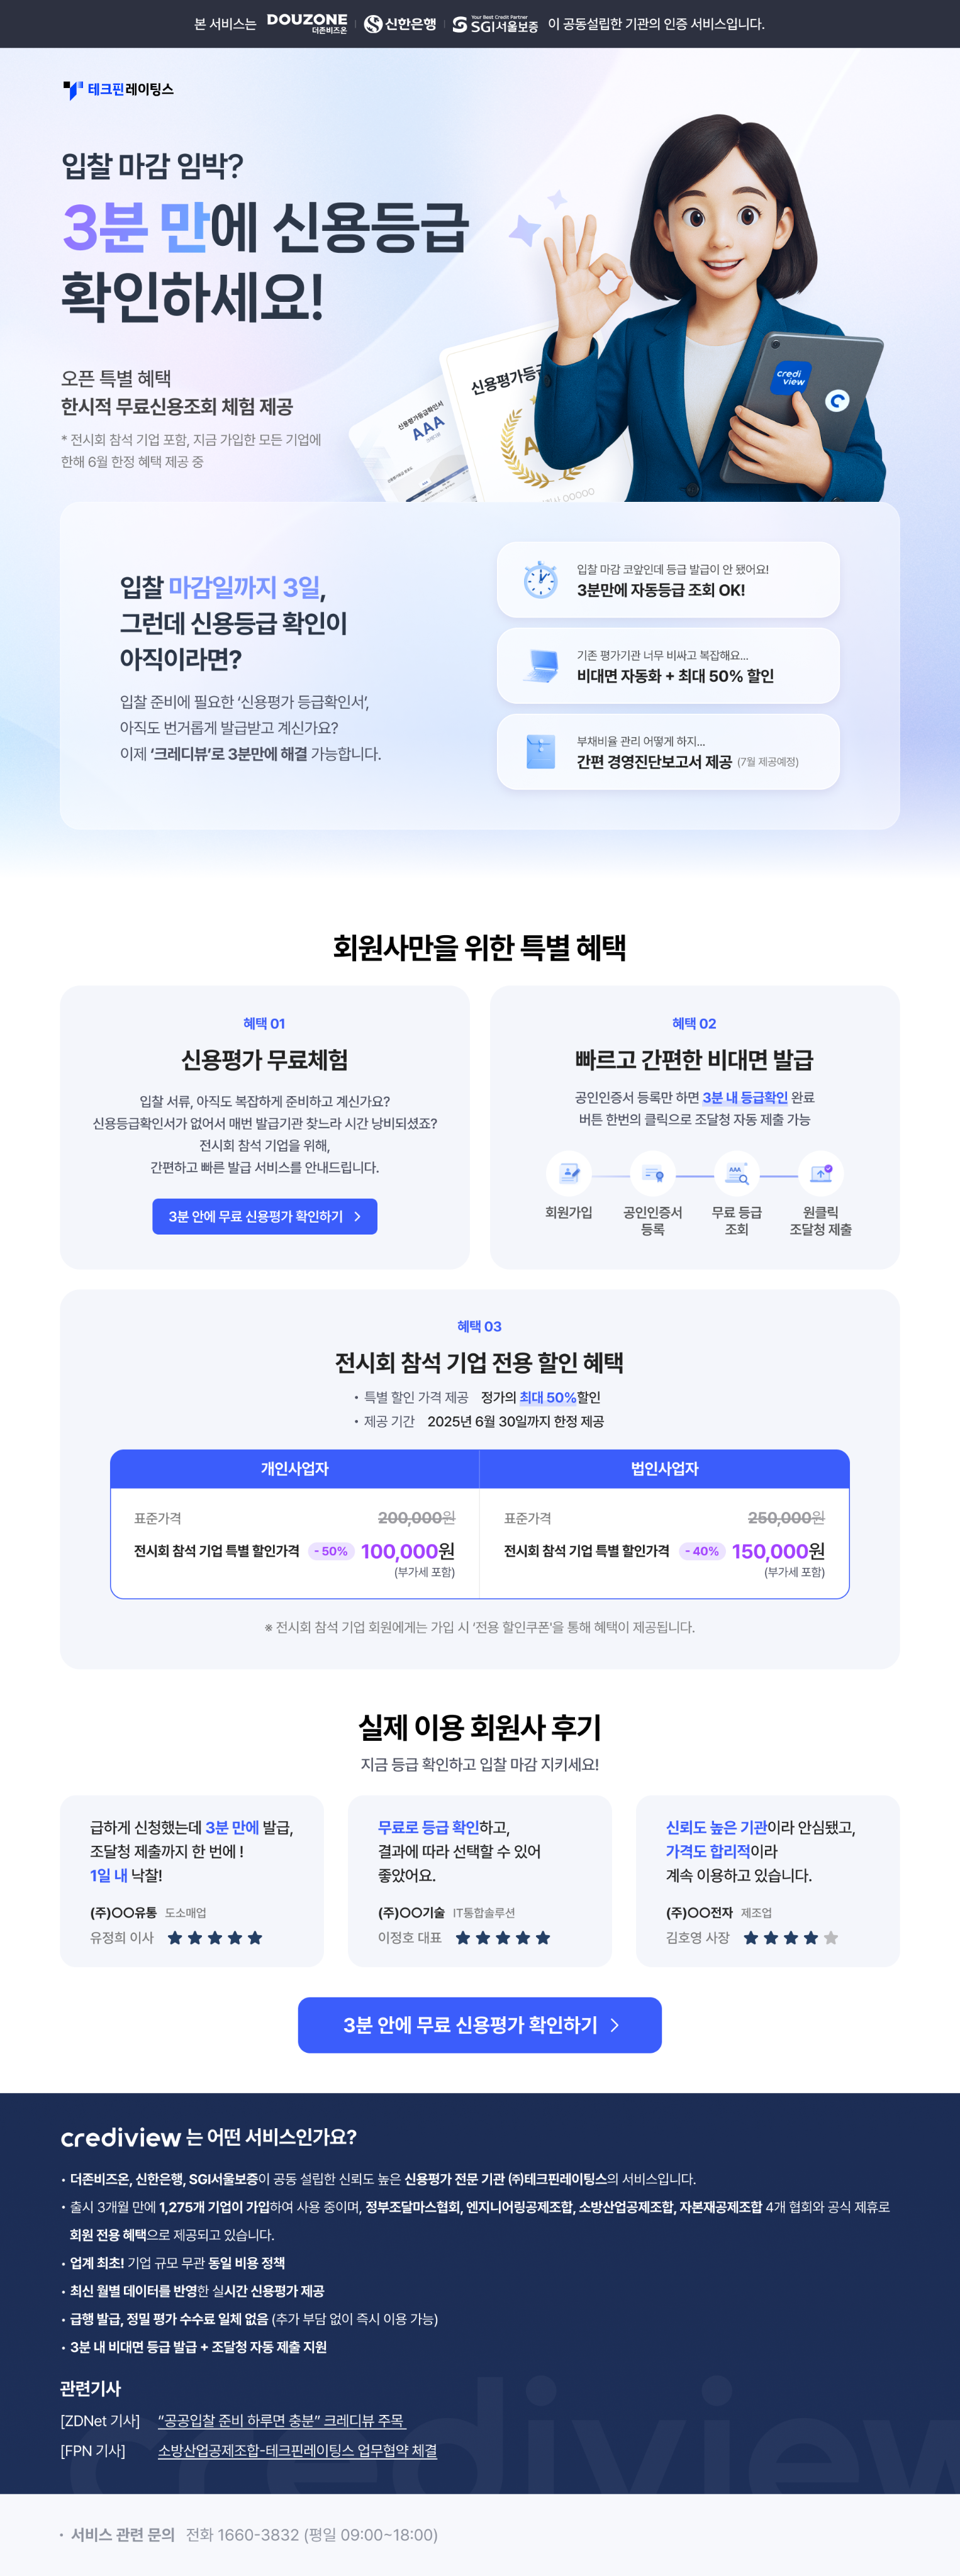 본 서비스는 DOUZONE 더존비즈온 신한은행 Your Best Credit Partner SGI서울보증 이 공동설립한 기관의 인증 서비스입니다.
테크핀레이팅스
입찰 마감 임박?
3분 만에 신용등급
확인하세요!
오픈 특별 혜택
한시적 무료신용조회 체험 제공
* 전시회 참석 기업 포함, 지금 가입한 모든 기업에
한해 6월 한정 혜택 제공 중
신용평가등급확인서
AAA
신용평가등급
credi
view
입찰 마감일까지 3일,
그런데 신용등급 확인이
아직이라면?
입찰 준비에 필요한 ‘신용평가 등급확인서’,
아직도 번거롭게 발급받고 계신가요?
이제 ‘크레디뷰’로 3분만에 해결 가능합니다.
입찰 마감 코앞인데 등급 발급이 안 됐어요!
3분만에 자동등급 조회 OK!
기존 평가기관 너무 비싸고 복잡해요...
비대면 자동화 + 최대 50% 할인
부채비율 관리 어떻게 하지...
간편 경영진단보고서 제공 (7월 제공예정)
회원사만을 위한 특별 혜택
혜택 01
신용평가 무료체험
입찰 서류, 아직도 복잡하게 준비하고 계신가요?
신용등급확인서가 없어서 매번 발급기관 찾느라 시간 낭비되셨죠?
전시회 참석 기업을 위해,
간편하고 빠른 발급 서비스를 안내드립니다.
3분 안에 무료 신용평가 확인하기
혜택 02
빠르고 간편한 비대면 발급
공인인증서 등록만 하면 3분 내 등급확인 완료
버튼 한번의 클릭으로 조달청 자동 제출 가능
AAA
회원가입
공인인증서
등록
무료 등급
조회
원클릭
조달청 제출
혜택 03
전시회 참석 기업 전용 할인 혜택
• 특별 할인 가격 제공 정가의 최대 50%할인
• 제공 기간 2025년 6월 30일까지 한정 제공
개인사업자
표준가격 200,000원
전시회 참석 기업 특별 할인가격 - 50% 100,000원
(부가세 포함)
법인사업자
표준가격 250,000원
전시회 참석 기업 특별 할인가격 - 40% 150,000원
(부가세 포함)
※ 전시회 참석 기업 회원에게는 가입 시 '전용 할인쿠폰'을 통해 혜택이 제공됩니다.
실제 이용 회원사 후기
지금 등급 확인하고 입찰 마감 지키세요!
급하게 신청했는데 3분 만에 발급,
조달청 제출까지 한 번에 !
1일 내 낙찰!
(주)○○유통 도소매업
유정희 이사
무료로 등급 확인하고,
결과에 따라 선택할 수 있어
좋았어요.
(주)○○기술 IT통합솔루션
이정호 대표
신뢰도 높은 기관이라 안심됐고,
가격도 합리적이라
계속 이용하고 있습니다.
(주)○○전자 제조업
김호영 사장
3분 안에 무료 신용평가 확인하기
crediview 는 어떤 서비스인가요?
• 더존비즈온, 신한은행, SGI서울보증이 공동 설립한 신뢰도 높은 신용평가 전문 기관 ㈜테크핀레이팅스의 서비스입니다.
• 출시 3개월 만에 1,275개 기업이 가입하여 사용 중이며, 정부조달마스협회, 엔지니어링공제조합, 소방산업공제조합, 자본재공제조합 4개 협회와 공식 제휴로
회원 전용 혜택으로 제공되고 있습니다.
• 업계 최초! 기업 규모 무관 동일 비용 정책
• 최신 월별 데이터를 반영한 실시간 신용평가 제공
• 급행 발급, 정밀 평가 수수료 일체 없음 (추가 부담 없이 즉시 이용 가능)
• 3분 내 비대면 등급 발급 + 조달청 자동 제출 지원
관련기사
[ZDNet 기사] “공공입찰 준비 하루면 충분” 크레디뷰 주목
[FPN 기사] 소방산업공제조합-테크핀레이팅스 업무협약 체결
crediview
• 서비스 관련 문의 전화 1660-3832 (평일 09:00~18:00)